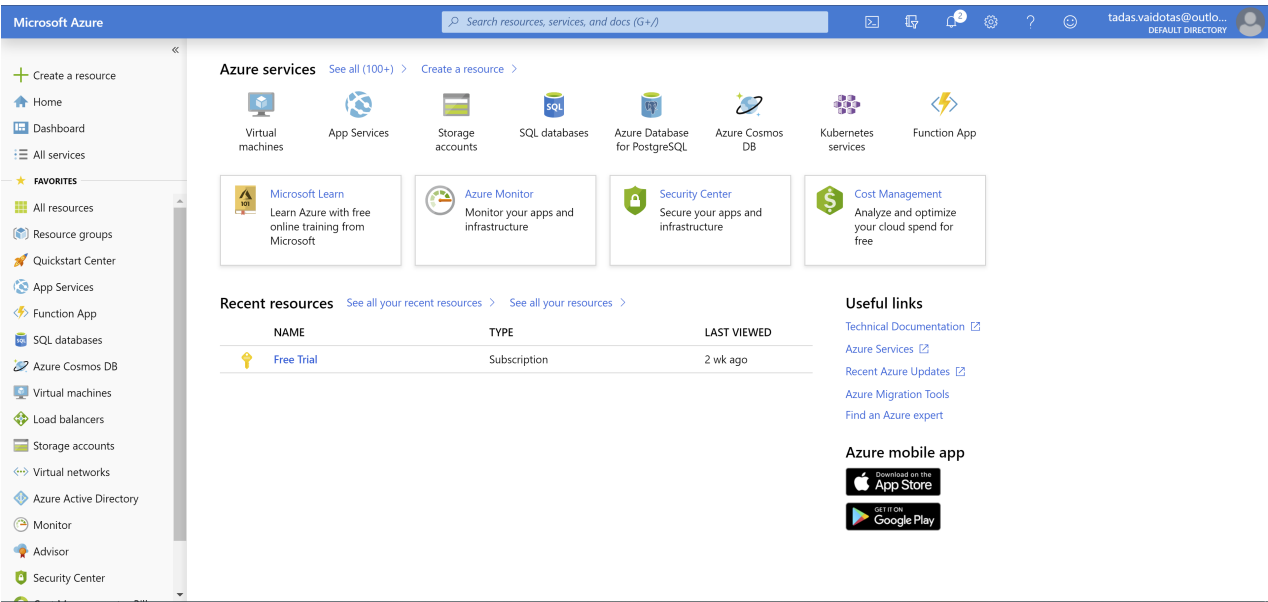 Microsoft Azure
Search resources, services, and docs (G+/)
2
tadas.vaidotas@outlo...
DEFAULT DIRECTORY
«
Create a resource
Home
Dashboard
All services
FAVORITES
All resources
Resource groups
Quickstart Center
App Services
Function App
SQL databases
Azure Cosmos DB
Virtual machines
Load balancers
Storage accounts
Virtual networks
Azure Active Directory
Monitor
Advisor
Security Center
Azure services See all (100+) > Create a resource >
Virtual
machines
App Services
Storage
accounts
SQL
SQL databases
Azure Database
for PostgreSQL
Azure Cosmos
DB
Kubernetes
services
Function App
101
Microsoft Learn
Learn Azure with free
online training from
Microsoft
Azure Monitor
Monitor your apps and
infrastructure
Security Center
Secure your apps and
infrastructure
$
Cost Management
Analyze and optimize
your cloud spend for
free
Recent resources See all your recent resources > See all your resources >
NAME TYPE LAST VIEWED
Free Trial Subscription 2 wk ago
Useful links
Technical Documentation
Azure Services
Recent Azure Updates
Azure Migration Tools
Find an Azure expert
Azure mobile app
Download on the
App Store
GET IT ON
Google Play